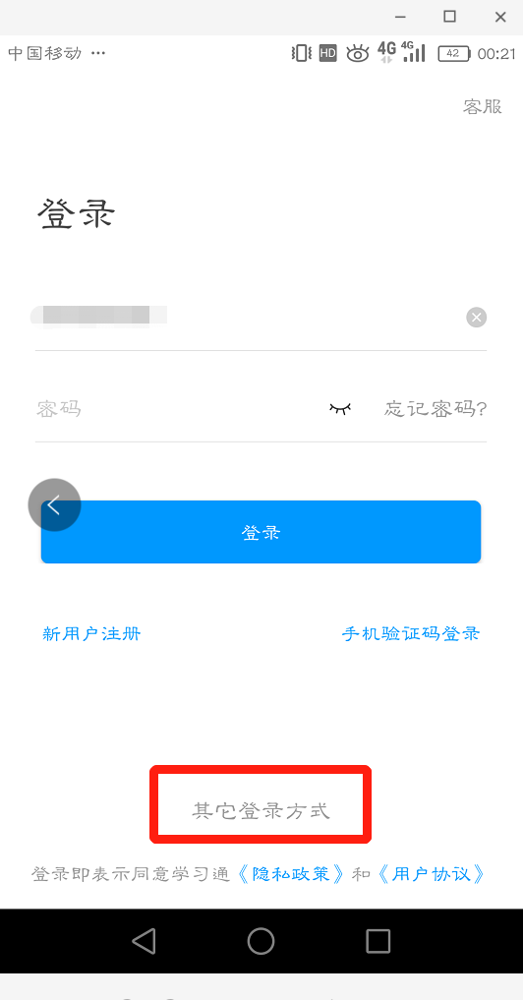 中国移动 ··· HD 4G 4G 42 00:21
客服
登录
密码 忘记密码?
登录
新用户注册 手机验证码登录
其它登录方式
登录即表示同意学习通《隐私政策》和《用户协议》